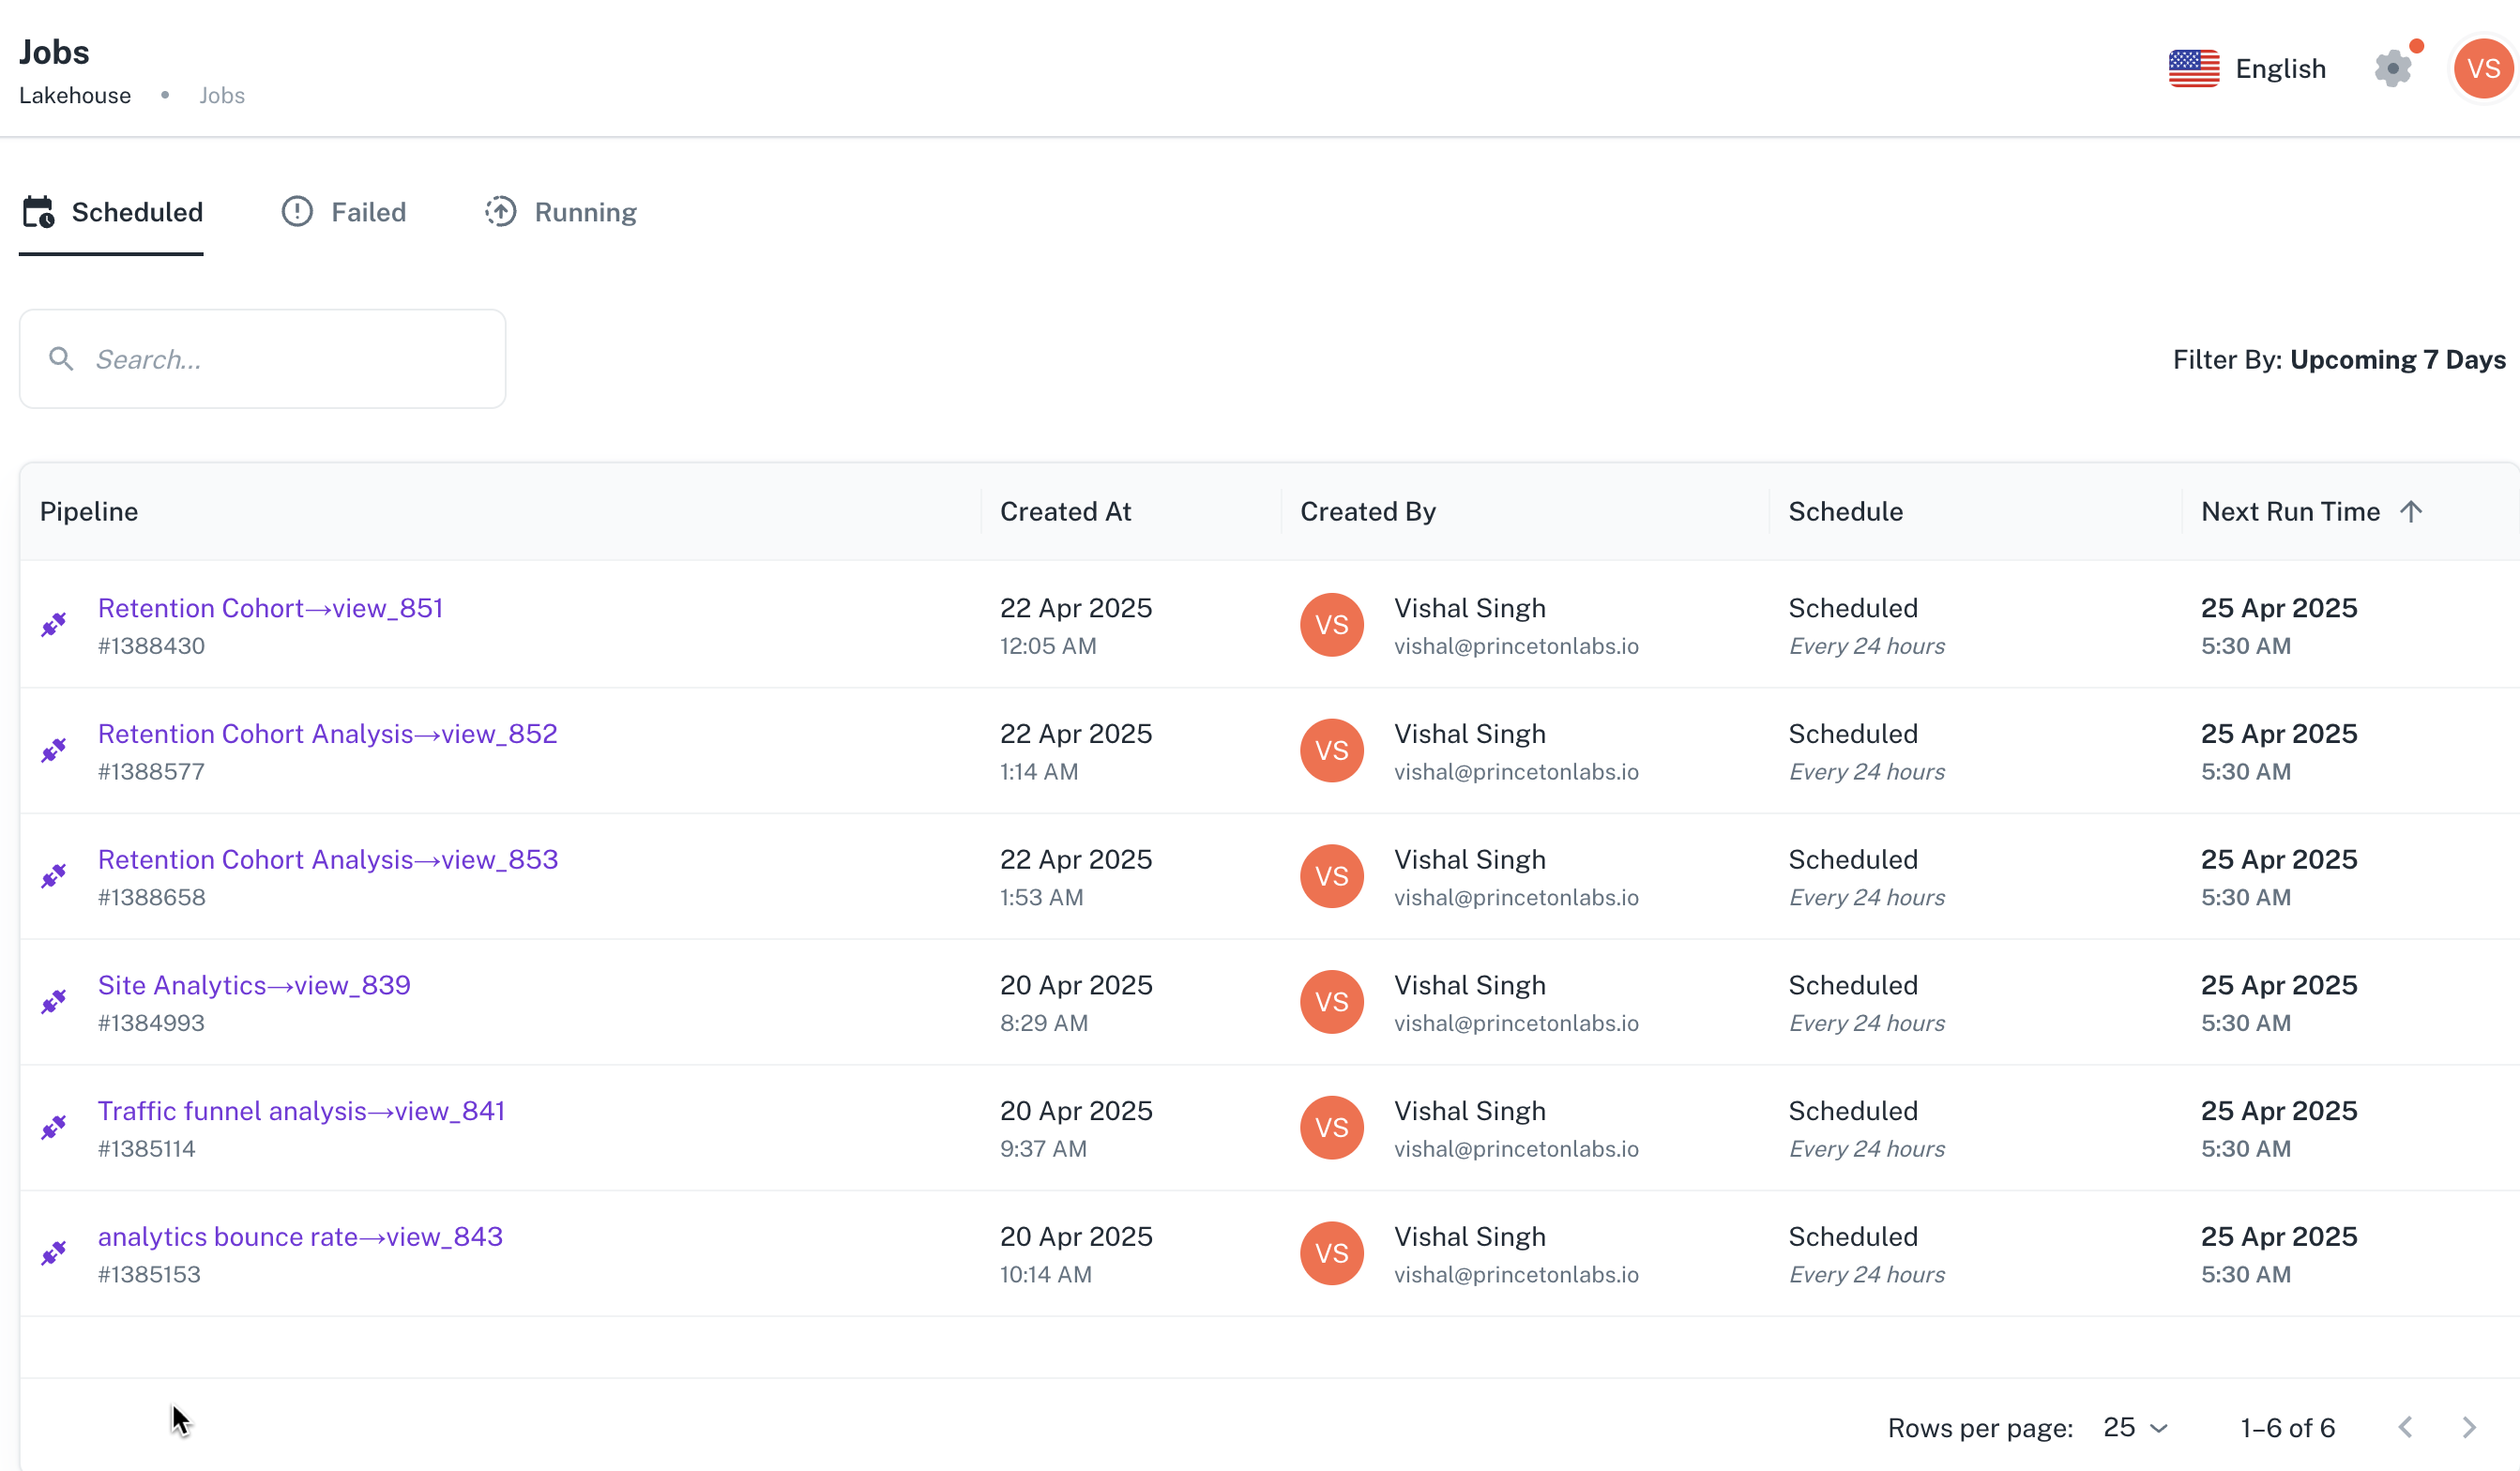 Jobs
Lakehouse • Jobs
English
VS
Scheduled
Failed
Running
Search...
Filter By: Upcoming 7 Days
Pipeline Created At Created By Schedule Next Run Time
Retention Cohort→view_851 22 Apr 2025 VS Vishal Singh Scheduled 25 Apr 2025
#1388430 12:05 AM vishal@princetonlabs.io Every 24 hours 5:30 AM
Retention Cohort Analysis→view_852 22 Apr 2025 VS Vishal Singh Scheduled 25 Apr 2025
#1388577 1:14 AM vishal@princetonlabs.io Every 24 hours 5:30 AM
Retention Cohort Analysis→view_853 22 Apr 2025 VS Vishal Singh Scheduled 25 Apr 2025
#1388658 1:53 AM vishal@princetonlabs.io Every 24 hours 5:30 AM
Site Analytics→view_839 20 Apr 2025 VS Vishal Singh Scheduled 25 Apr 2025
#1384993 8:29 AM vishal@princetonlabs.io Every 24 hours 5:30 AM
Traffic funnel analysis→view_841 20 Apr 2025 VS Vishal Singh Scheduled 25 Apr 2025
#1385114 9:37 AM vishal@princetonlabs.io Every 24 hours 5:30 AM
analytics bounce rate→view_843 20 Apr 2025 VS Vishal Singh Scheduled 25 Apr 2025
#1385153 10:14 AM vishal@princetonlabs.io Every 24 hours 5:30 AM
Rows per page: 25 1–6 of 6